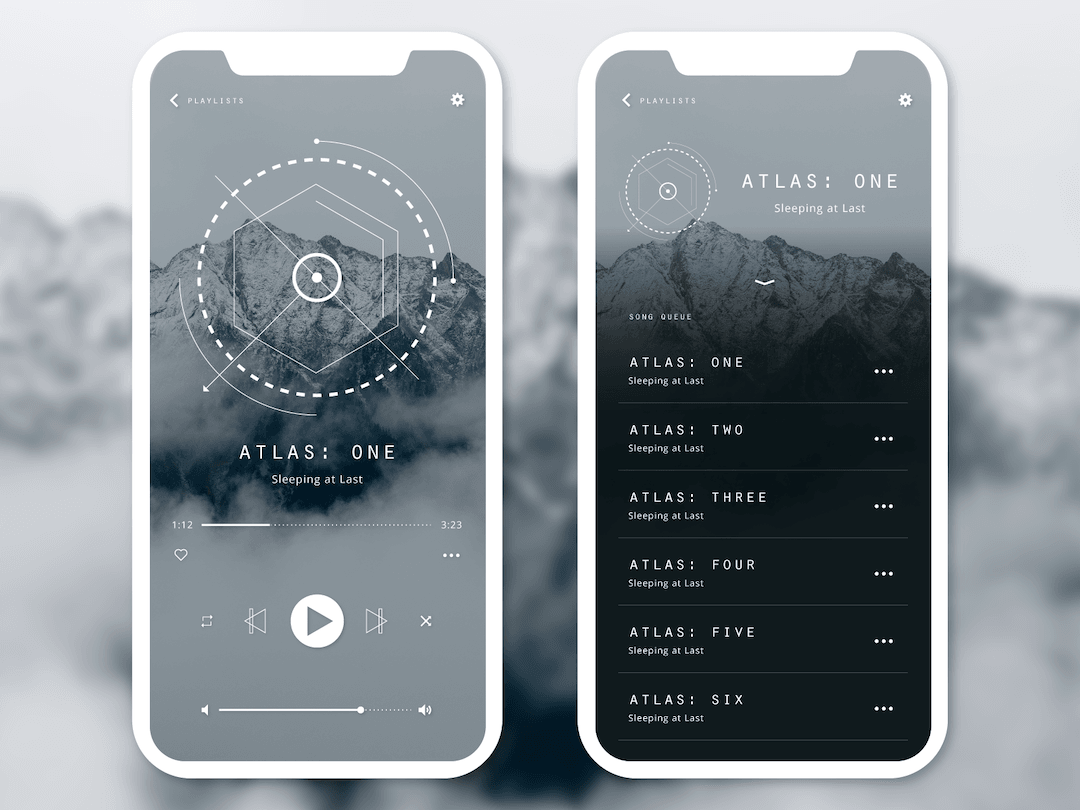 PLAYLISTS
ATLAS: ONE
Sleeping at Last
1:12
3:23
PLAYLISTS
ATLAS: ONE
Sleeping at Last
SONG QUEUE
ATLAS: ONE
Sleeping at Last
ATLAS: TWO
Sleeping at Last
ATLAS: THREE
Sleeping at Last
ATLAS: FOUR
Sleeping at Last
ATLAS: FIVE
Sleeping at Last
ATLAS: SIX
Sleeping at Last